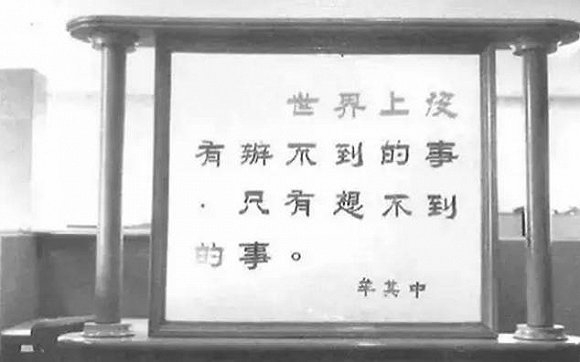 世界上没
有辦不到的事
·只有想不到
的事。
牟其中